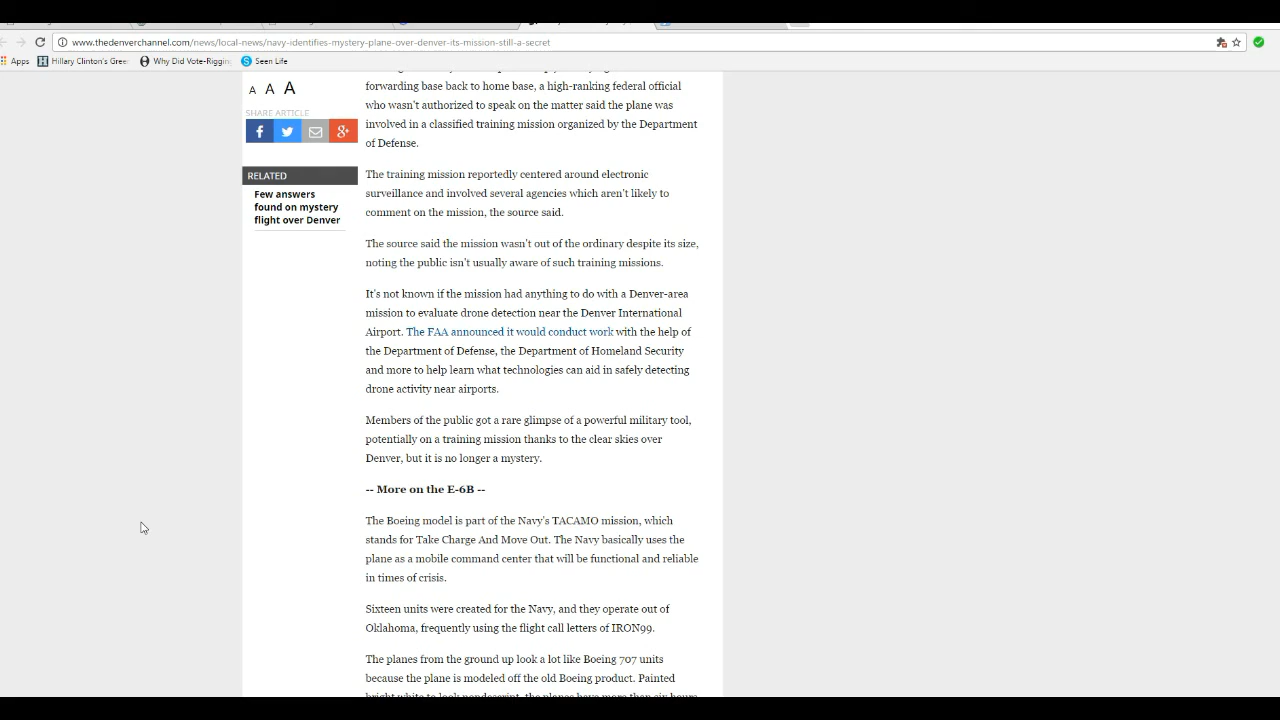 www.thedenverchannel.com/news/local-news/navy-identifies-mystery-plane-over-denver-its-mission-still-a-secret
Apps Hillary Clinton's Gree Why Did Vote-Riggin Seen Life
A A A
SHARE ARTICLE
RELATED
Few answers
found on mystery
flight over Denver
forwarding base back to home base, a high-ranking federal official
who wasn't authorized to speak on the matter said the plane was
involved in a classified training mission organized by the Department
of Defense.
The training mission reportedly centered around electronic
surveillance and involved several agencies which aren't likely to
comment on the mission, the source said.
The source said the mission wasn't out of the ordinary despite its size,
noting the public isn't usually aware of such training missions.
It's not known if the mission had anything to do with a Denver-area
mission to evaluate drone detection near the Denver International
Airport. The FAA announced it would conduct work with the help of
the Department of Defense, the Department of Homeland Security
and more to help learn what technologies can aid in safely detecting
drone activity near airports.
Members of the public got a rare glimpse of a powerful military tool,
potentially on a training mission thanks to the clear skies over
Denver, but it is no longer a mystery.
-- More on the E-6B --
The Boeing model is part of the Navy's TACAMO mission, which
stands for Take Charge And Move Out. The Navy basically uses the
plane as a mobile command center that will be functional and reliable
in times of crisis.
Sixteen units were created for the Navy, and they operate out of
Oklahoma, frequently using the flight call letters of IRON99.
The planes from the ground up look a lot like Boeing 707 units
because the plane is modeled off the old Boeing product. Painted
bright white to look nondescript, the planes have more than six hours